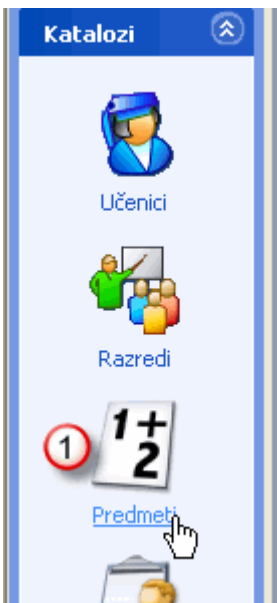 Katalozi
Učenici
Razredi
1
1+
2
Predmeti